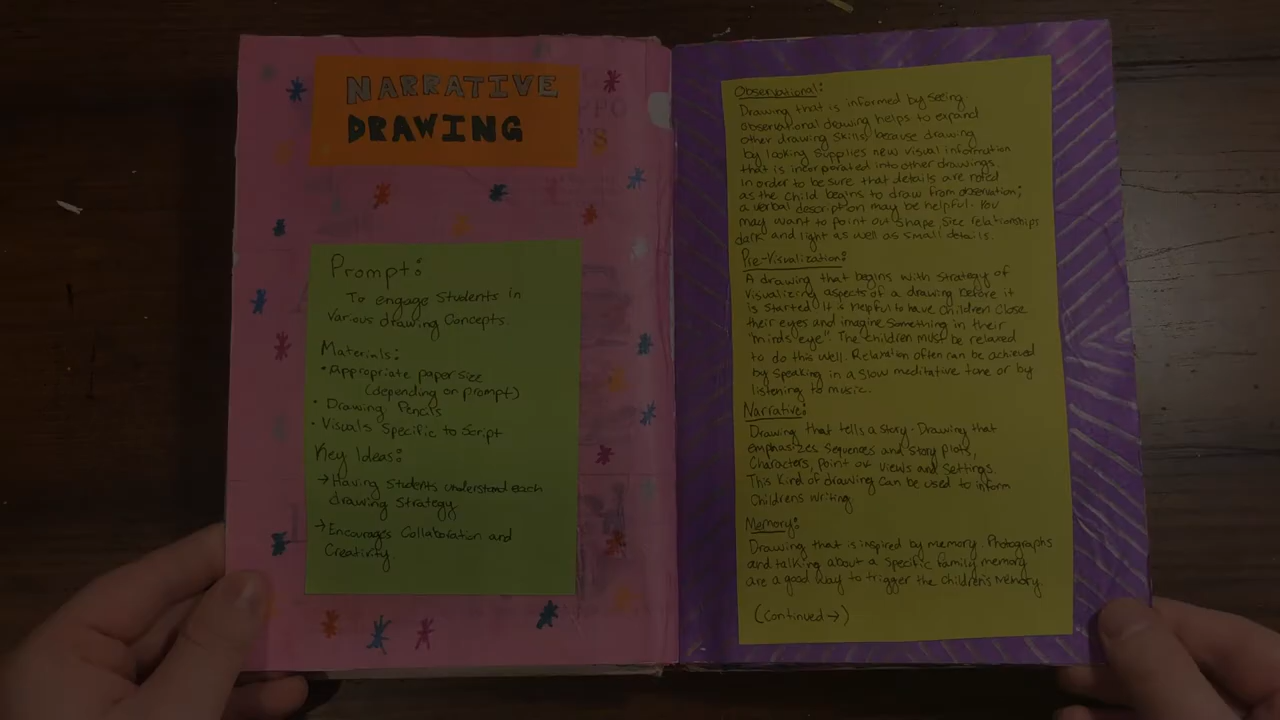 NARRATIVE
DRAWING
Prompt:
To engage Students in
various drawing Concepts.
Materials:
• Appropriate paper size
(depending on prompt)
• Drawing Pencils
• Visuals Specific to Script
Key Ideas:
→ Having Students understand each
drawing Strategy
→ Encourages Collaboration and
Creativity.
Observational:
Drawing that is informed by seeing
observational drawing helps to expand
other drawing skills because drawing
by looking supplies new visual information
that is incorporated into other drawings.
In order to be sure that details are noted
as the child begins to draw from observation;
a verbal description may be helpful. You
may want to point out shape size relationships
dark and light as well as small details.
Pre-Visualization:
A drawing that begins with strategy of
visualizing aspects of a drawing before it
is started. It is helpful to have children close
their eyes and imagine something in their
"minds eye". The children must be relaxed
to do this well. Relaxation often can be achieved
by speaking in a slow meditative tone or by
listening to music.
Narrative:
Drawing that tells a story. Drawing that
emphasizes sequences and story plots,
Characters, point of views and settings.
This kind of drawing can be used to inform
childrens writing.
Memory:
Drawing that is inspired by memory. Photographs
and talking about a specific family memory
are a good way to trigger the children's memory.
(Continued →)